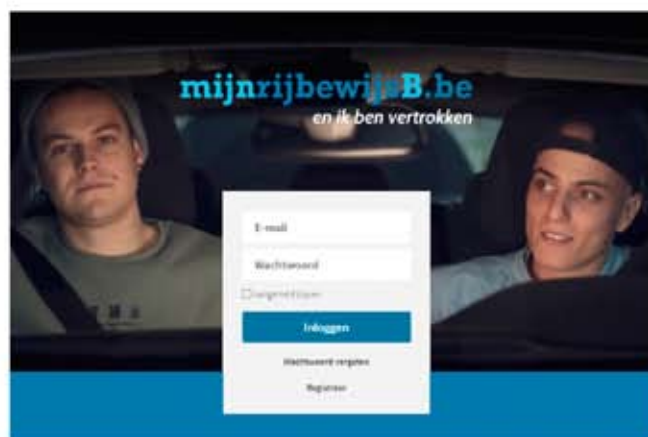 mijnrijbewijsB.be
en ik ben vertrokken
E-mail
Wachtwoord
Inloggen
Wachtwoord vergeten
Registreer